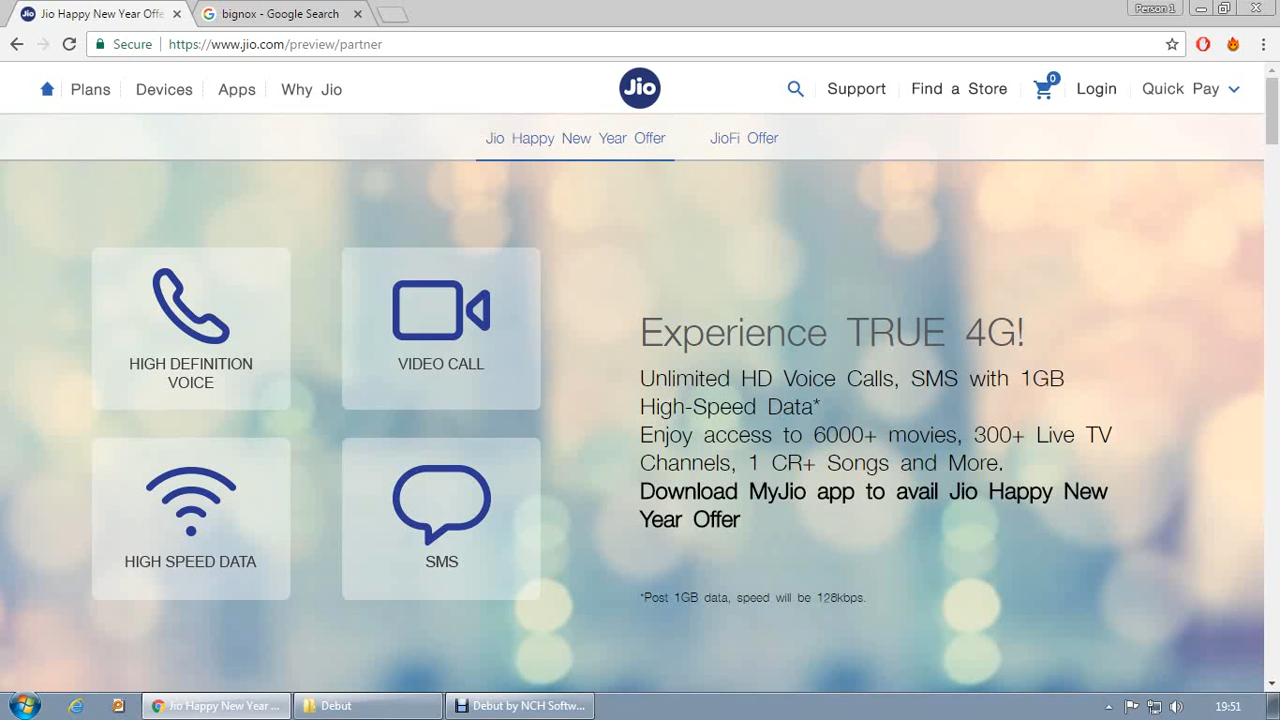 Jio Happy New Year Offe
bignox - Google Search
Person 1
Secure
https://www.jio.com/preview/partner
Plans
Devices
Apps
Why Jio
Jio
Support
Find a Store
0
Login
Quick Pay
Jio Happy New Year Offer
JioFi Offer
HIGH DEFINITION
VOICE
VIDEO CALL
HIGH SPEED DATA
SMS
Experience TRUE 4G!
Unlimited HD Voice Calls, SMS with 1GB
High-Speed Data*
Enjoy access to 6000+ movies, 300+ Live TV
Channels, 1 CR+ Songs and More.
Download MyJio app to avail Jio Happy New
Year Offer
*Post 1GB data, speed will be 128kbps.
Jio Happy New Year ...
Debut
Debut by NCH Softw...
19:51